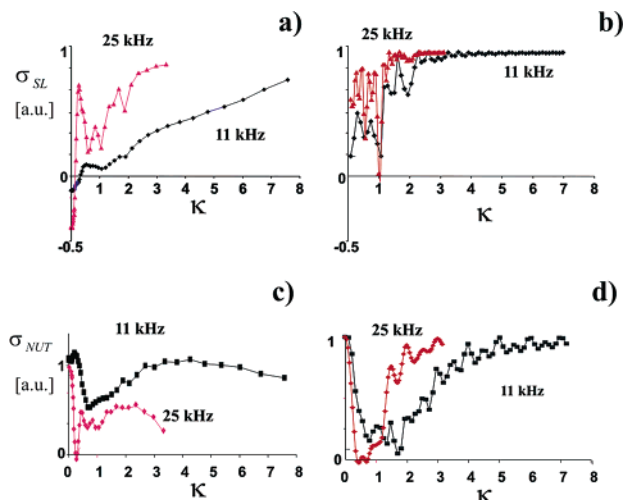 a)
b)
25 kHz
σSL
[a.u.]
11 kHz
1
0
-0.5
0 1 2 3 4 5 6 7 8
κ
25 kHz
11 kHz
1
0
-0.5
1 2 3 4 5 6 7 8
κ
c)
d)
σNUT
[a.u.]
11 kHz
25 kHz
1
0
0 1 2 3 4 5 6 7 8
κ
25 kHz
11 kHz
1
0
0 1 2 3 4 5 6 7 8
κ